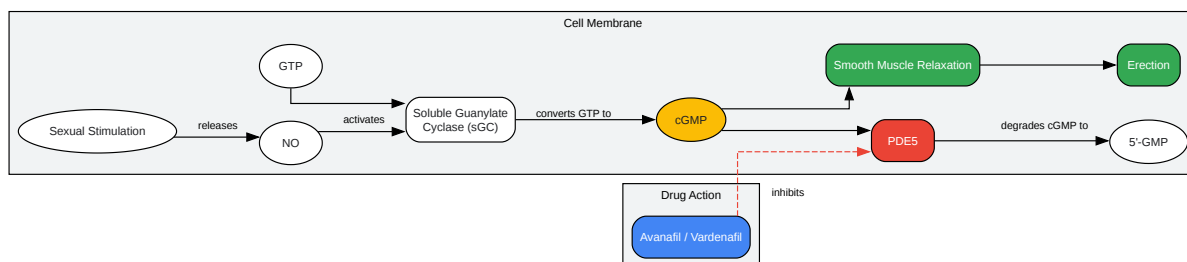 Cell Membrane
GTP
Smooth Muscle Relaxation
Erection
Sexual Stimulation
releases
NO
activates
Soluble Guanylate
Cyclase (sGC)
converts GTP to
cGMP
PDE5
degrades cGMP to
5'-GMP
Drug Action
inhibits
Avanafil / Vardenafil